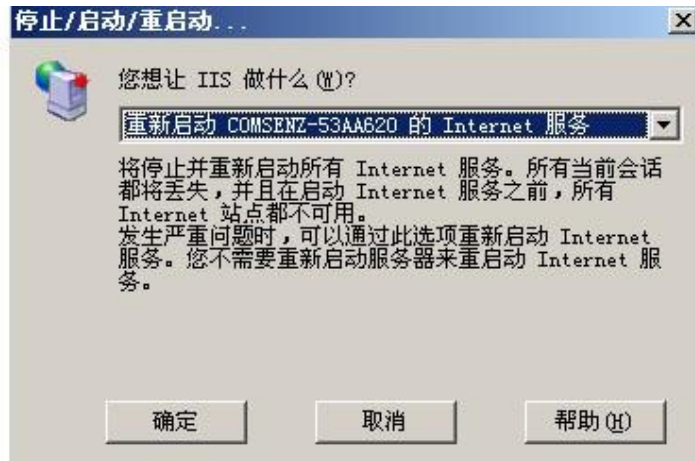 停止/启动/重启动...
您想让 IIS 做什么(W)?
重新启动 COMSENZ-53AA620 的 Internet 服务
将停止并重新启动所有 Internet 服务。所有当前会话
都将丢失，并且在启动 Internet 服务之前，所有
Internet 站点都不可用。
发生严重问题时，可以通过此选项重新启动 Internet
服务。您不需要重新启动服务器来重启动 Internet 服
务。
确定 取消 帮助(H)